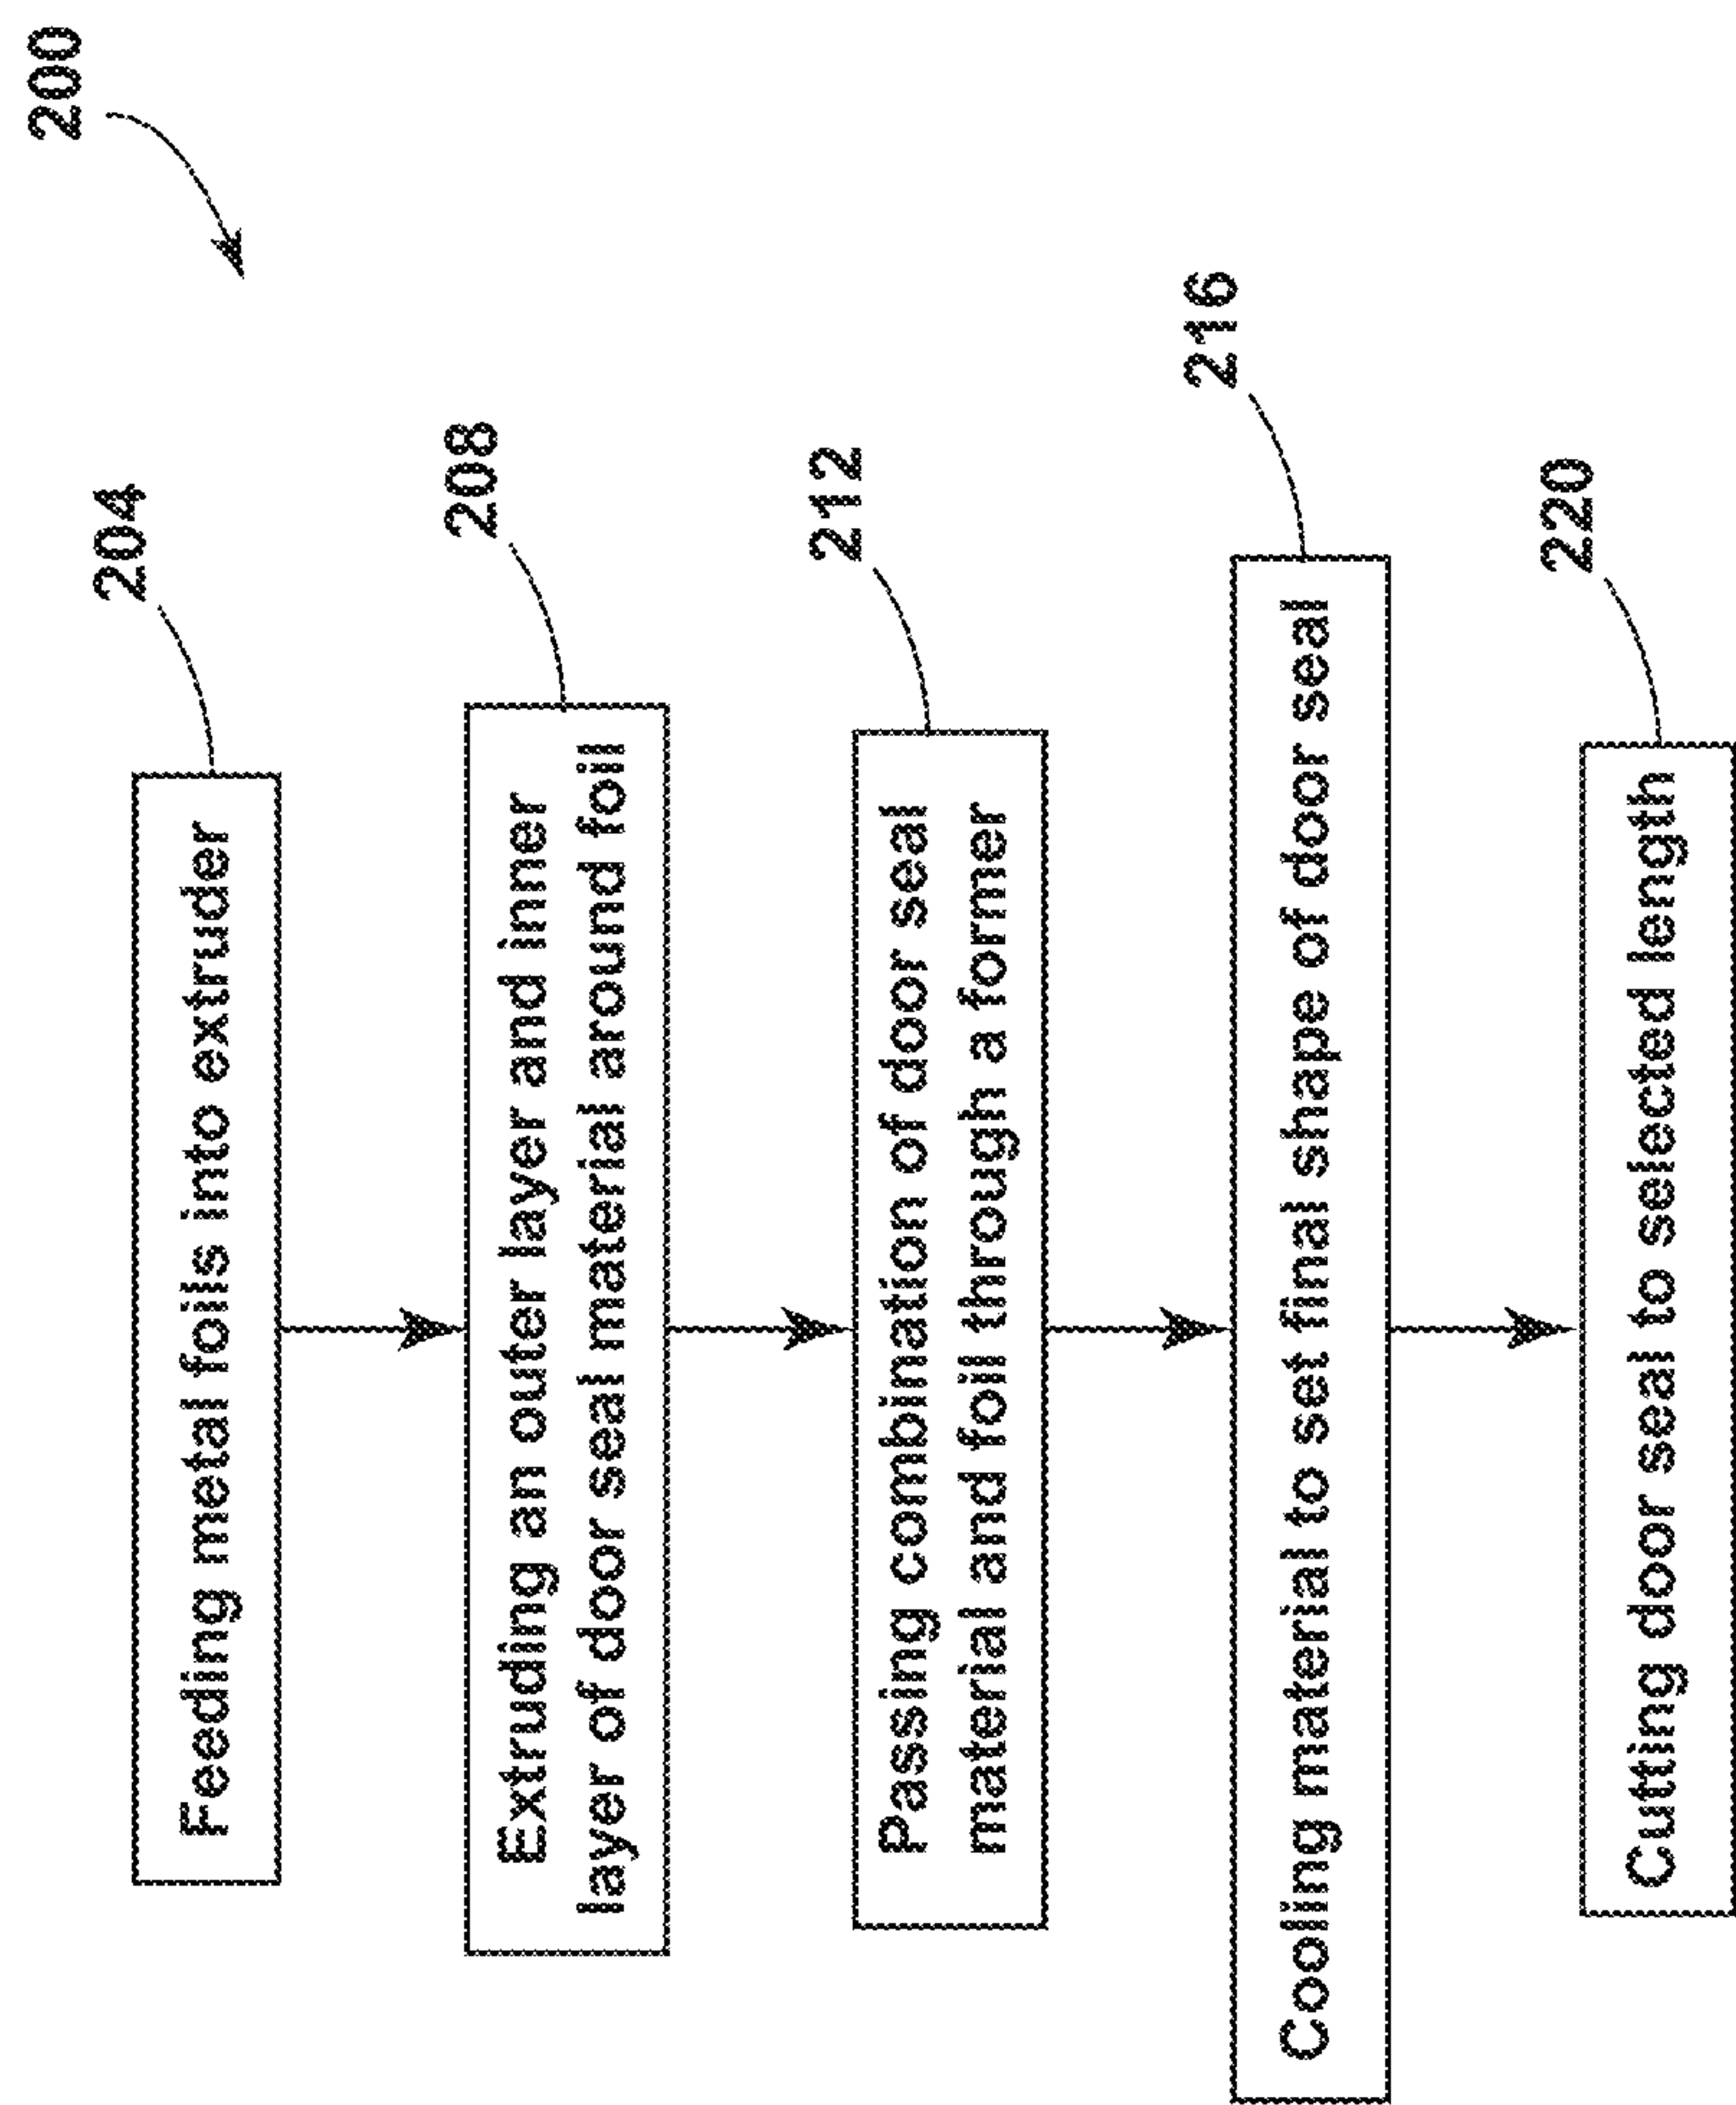 200
204
Feeding metal foils into extruder
208
Extruding an outer layer and inner
layer of door seal material around foil
212
Passing combination of door seal
material and foil through a former
216
Cooling material to set final shape of door seal
220
Cutting door seal to selected length